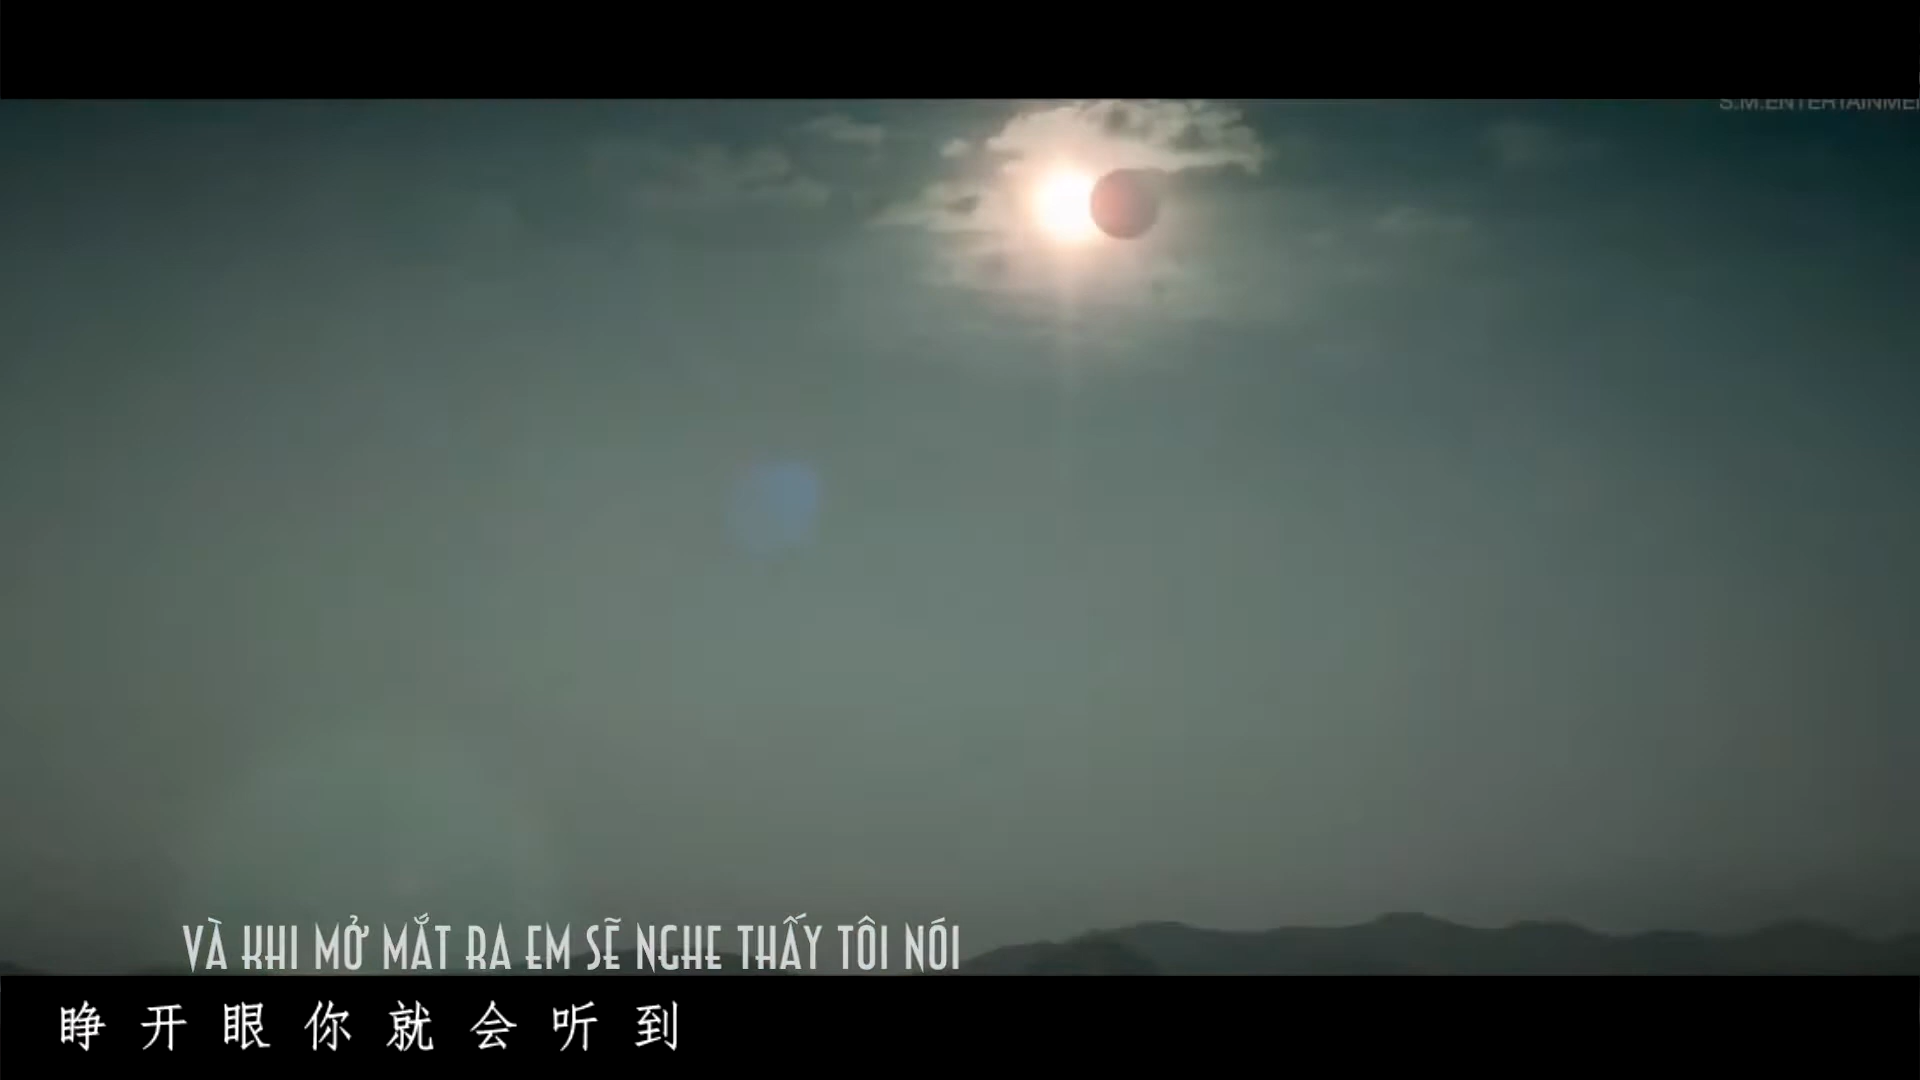 S.M.ENTERTAINME
VÀ KHI MỞ MẮT RA EM SẼ NGHE THẤY TÔI NÓI
睁开眼你就会听到